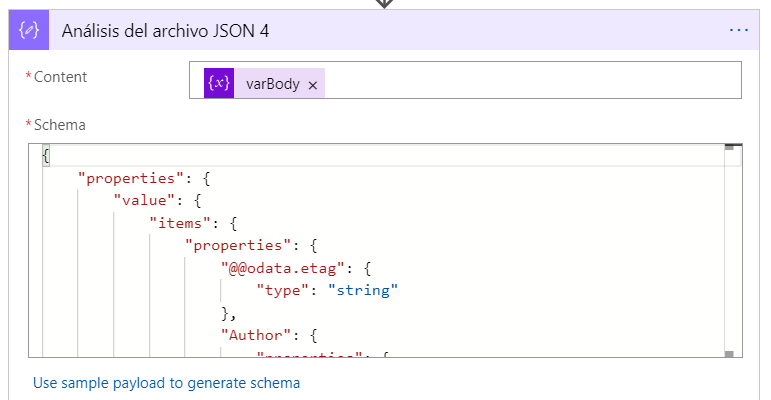 {✎} Análisis del archivo JSON 4 ...
* Content
{x} varBody ×
* Schema
{
"properties": {
"value": {
"items": {
"properties": {
"@@odata.etag": {
"type": "string"
},
"Author": {
"properties": {
Use sample payload to generate schema